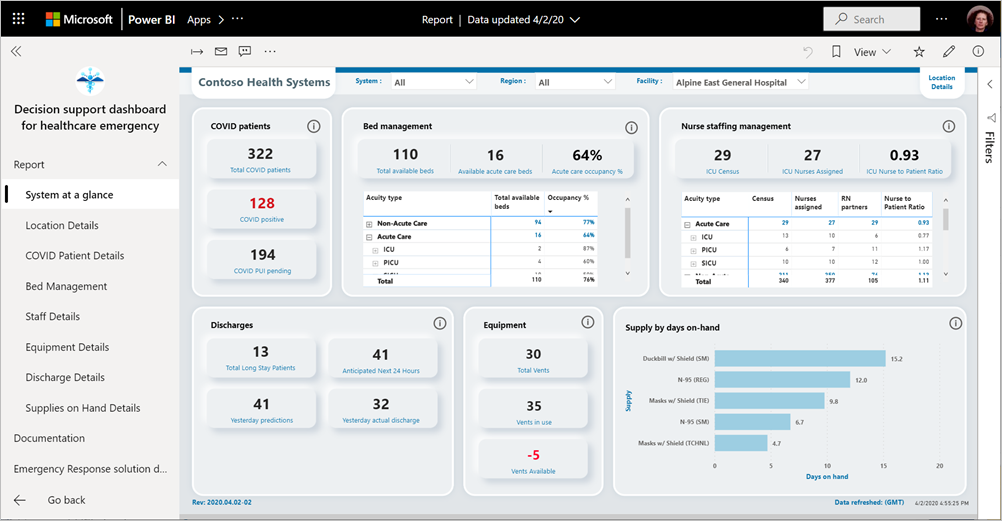 Microsoft
Power BI
Apps
Report | Data updated 4/2/20
Search
View
Decision support dashboard
for healthcare emergency
Report
System at a glance
Location Details
COVID Patient Details
Bed Management
Staff Details
Equipment Details
Discharge Details
Supplies on Hand Details
Documentation
Emergency Response solution d...
Go back
Contoso Health Systems
System : All
Region : All
Facility : Alpine East General Hospital
Location
Details
Filters
COVID patients
322
Total COVID patients
128
COVID positive
194
COVID PUI pending
Bed management
110 16 64%
Total available beds Available acute care beds Acute care occupancy %
Acuity type Total available beds Occupancy %
Non-Acute Care 94 77%
Acute Care 16 64%
ICU 2 87%
PICU 4 60%
Total 110 76%
Nurse staffing management
29 27 0.93
ICU Census ICU Nurses Assigned ICU Nurse to Patient Ratio
Acuity type Census Nurses assigned RN partners Nurse to Patient Ratio
Acute Care 29 27 29 0.93
ICU 13 10 6 0.77
PICU 6 7 11 1.17
SICU 10 10 12 1.00
Total 340 377 105 1.11
Discharges
13 41
Total Long Stay Patients Anticipated Next 24 Hours
41 32
Yesterday predictions Yesterday actual discharge
Equipment
30
Total Vents
35
Vents in use
-5
Vents Available
Supply by days on-hand
Supply
Duckbill w/ Shield (SM) 15.2
N-95 (REG) 12.0
Masks w/ Shield (TIE) 9.8
N-95 (SM) 6.7
Masks w/ Shield (TCHNL) 4.7
0 5 10 15 20
Days on hand
Rev: 2020.04.02-02
Data refreshed: (GMT) 4/2/2020 4:55:25 PM